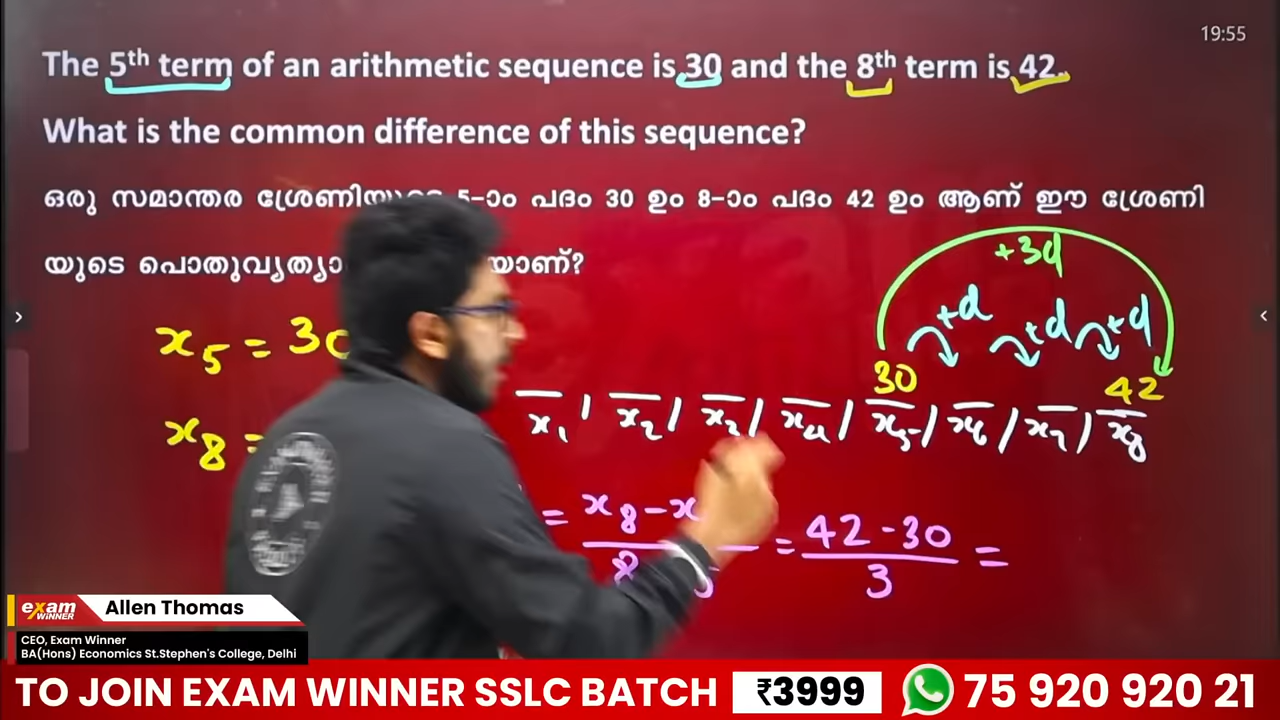 19:55
The 5th term of an arithmetic sequence is 30 and the 8th term is 42.
What is the common difference of this sequence?
ഒരു സമാന്തര ശ്രേണിയുടെ 5-ാം പദം 30 ഉം 8-ാം പദം 42 ഉം ആണ് ഈ ശ്രേണി
യുടെ പൊതുവ്യത്യാ യാണ്?
+3d
+d +d +d
x5 = 30
30 42
x1, x2, x3, x4, x5, x6, x7, x8
x8 =
= x8 - x / 8 = 42 - 30 / 3 =
exam WINNER
Allen Thomas
CEO, Exam Winner
BA(Hons) Economics St.Stephen's College, Delhi
TO JOIN EXAM WINNER SSLC BATCH ₹3999 75 920 920 21